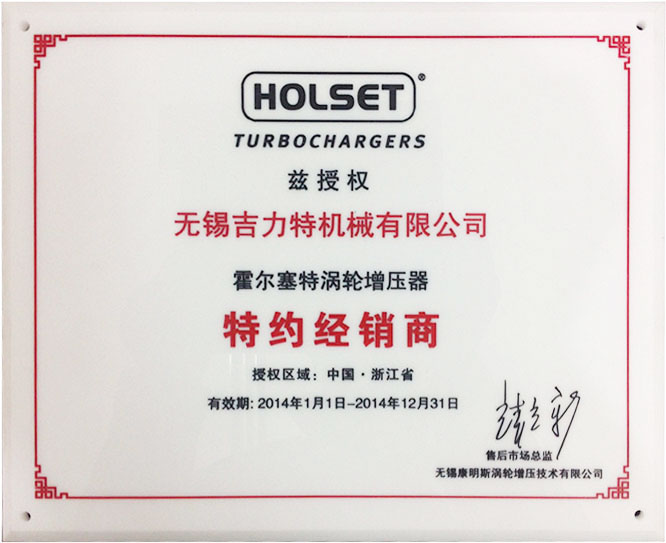 HOLSET®
TURBOCHARGERS
兹授权
无锡吉力特机械有限公司
霍尔塞特涡轮增压器
特约经销商
授权区域：中国·浙江省
有效期：2014年1月1日-2014年12月31日
售后市场总监
无锡康明斯涡轮增压技术有限公司